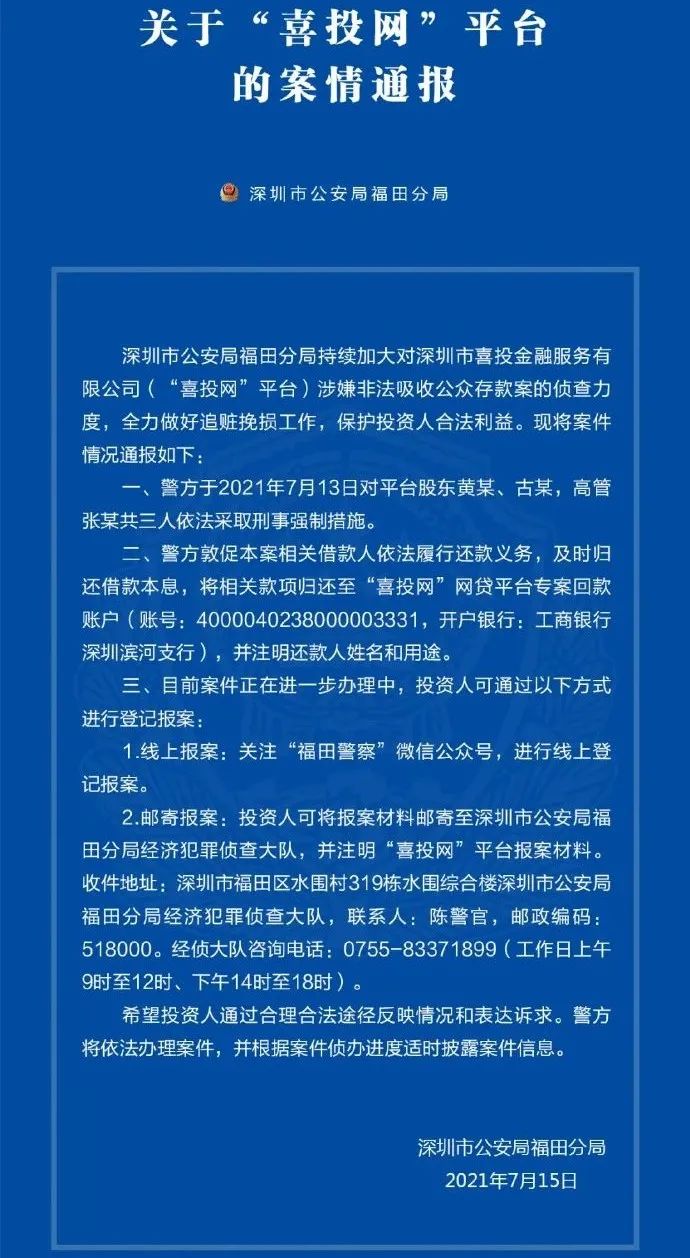 关于“喜投网”平台
的案情通报
深圳市公安局福田分局
深圳市公安局福田分局持续加大对深圳市喜投金融服务有
限公司（“喜投网”平台）涉嫌非法吸收公众存款案的侦查力
度，全力做好追赃挽损工作，保护投资人合法利益。现将案件
情况通报如下：
一、警方于2021年7月13日对平台股东黄某、古某，高管
张某共三人依法采取刑事强制措施。
二、警方敦促本案相关借款人依法履行还款义务，及时归
还借款本息，将相关款项归还至“喜投网”网贷平台专案回款
账户（账号：4000040238000003331，开户银行：工商银行
深圳滨河支行），并注明还款人姓名和用途。
三、目前案件正在进一步办理中，投资人可通过以下方式
进行登记报案：
1.线上报案：关注“福田警察”微信公众号，进行线上登
记报案。
2.邮寄报案：投资人可将报案材料邮寄至深圳市公安局福
田分局经济犯罪侦查大队，并注明“喜投网”平台报案材料。
收件地址：深圳市福田区水围村319栋水围综合楼深圳市公安局
福田分局经济犯罪侦查大队，联系人：陈警官，邮政编码：
518000。经侦大队咨询电话：0755-83371899（工作日上午
9时至12时、下午14时至18时）。
希望投资人通过合理合法途径反映情况和表达诉求。警方
将依法办理案件，并根据案件侦办进度适时披露案件信息。
深圳市公安局福田分局
2021年7月15日